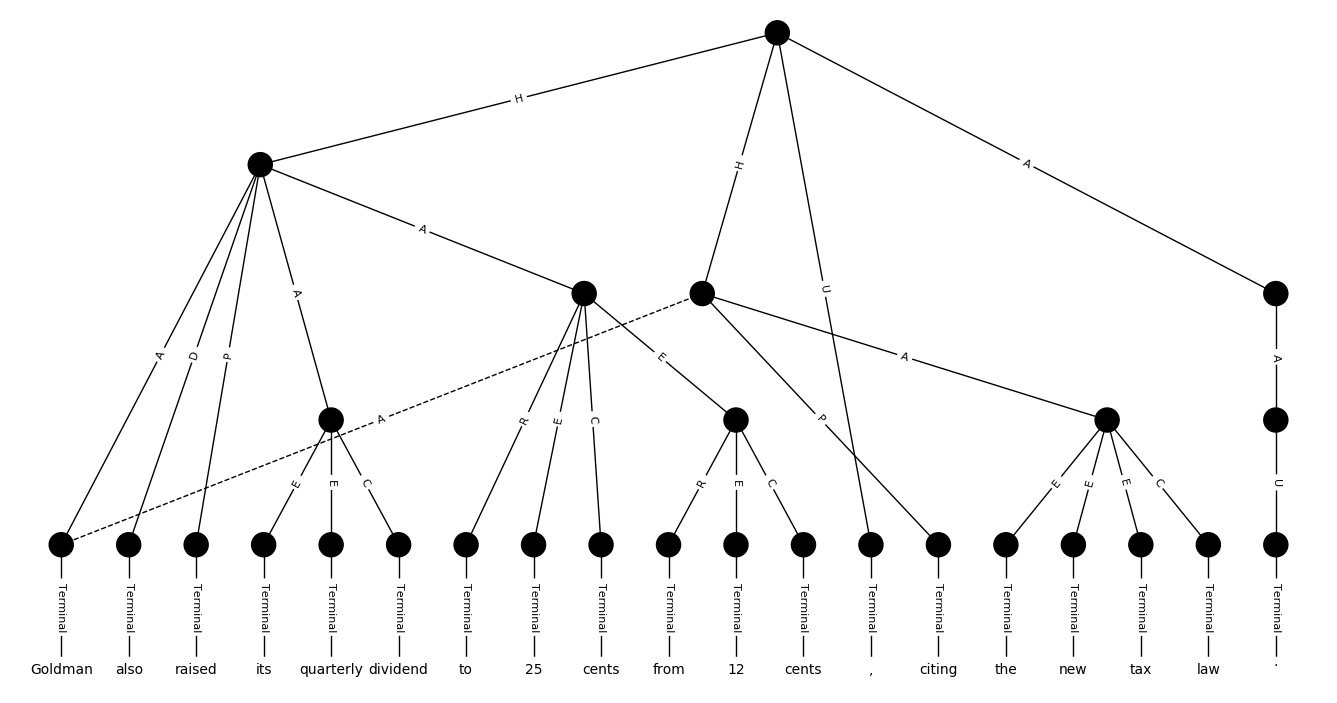 H
H
A
A
U
A
A
A
D
P
E
A
R
E
C
A
P
E
E
C
R
E
C
E
E
E
C
U
Terminal Terminal Terminal Terminal Terminal Terminal Terminal Terminal Terminal Terminal Terminal Terminal Terminal Terminal Terminal Terminal Terminal Terminal Terminal
Goldman also raised its quarterly dividend to 25 cents from 12 cents , citing the new tax law .